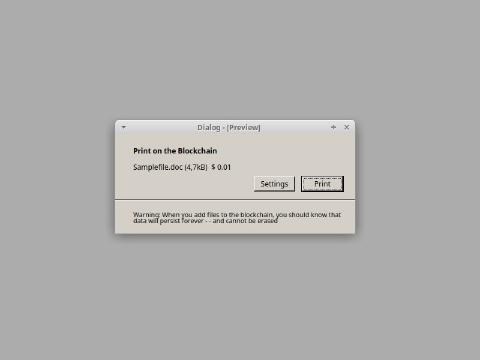 Dialog - [Preview]
Print on the Blockchain
Samplefile.doc (4,7kB) $ 0.01
Settings Print
Warning: When you add files to the blockchain, you should know that
data will persist forever - - and cannot be erased